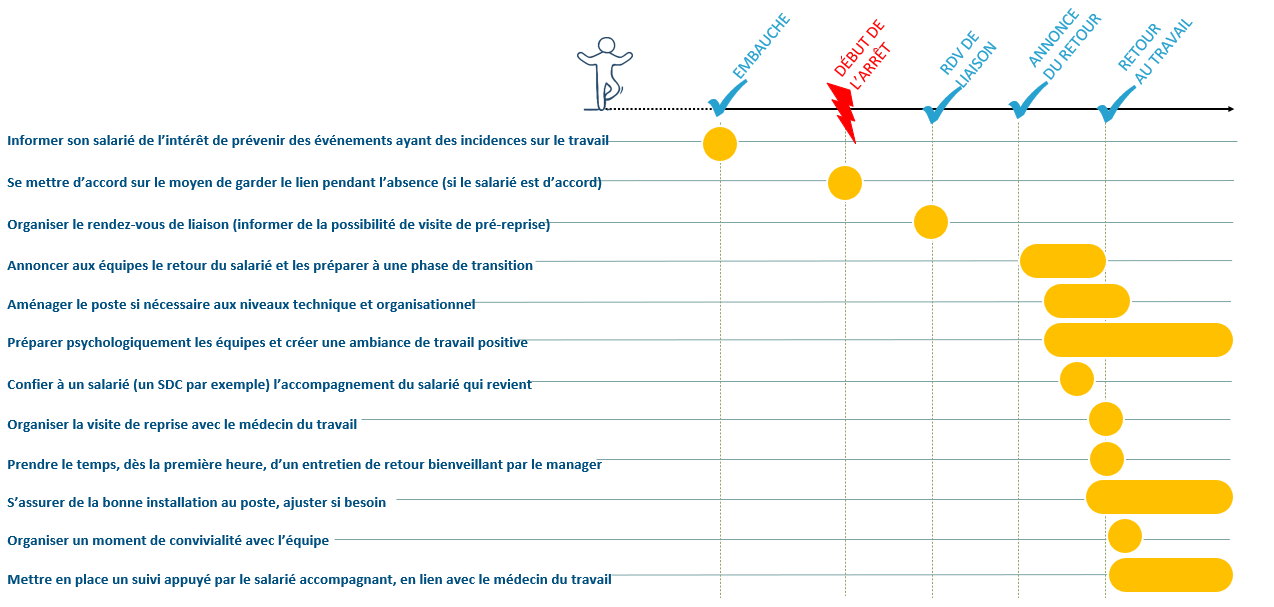 EMBAUCHE
DÉBUT DE
L’ARRÊT
RDV DE
LIAISON
ANNONCE
DU RETOUR
RETOUR
AU TRAVAIL
Informer son salarié de l’intérêt de prévenir des événements ayant des incidences sur le travail
Se mettre d’accord sur le moyen de garder le lien pendant l’absence (si le salarié est d’accord)
Organiser le rendez-vous de liaison (informer de la possibilité de visite de pré-reprise)
Annoncer aux équipes le retour du salarié et les préparer à une phase de transition
Aménager le poste si nécessaire aux niveaux technique et organisationnel
Préparer psychologiquement les équipes et créer une ambiance de travail positive
Confier à un salarié (un SDC par exemple) l’accompagnement du salarié qui revient
Organiser la visite de reprise avec le médecin du travail
Prendre le temps, dès la première heure, d’un entretien de retour bienveillant par le manager
S’assurer de la bonne installation au poste, ajuster si besoin
Organiser un moment de convivialité avec l’équipe
Mettre en place un suivi appuyé par le salarié accompagnant, en lien avec le médecin du travail